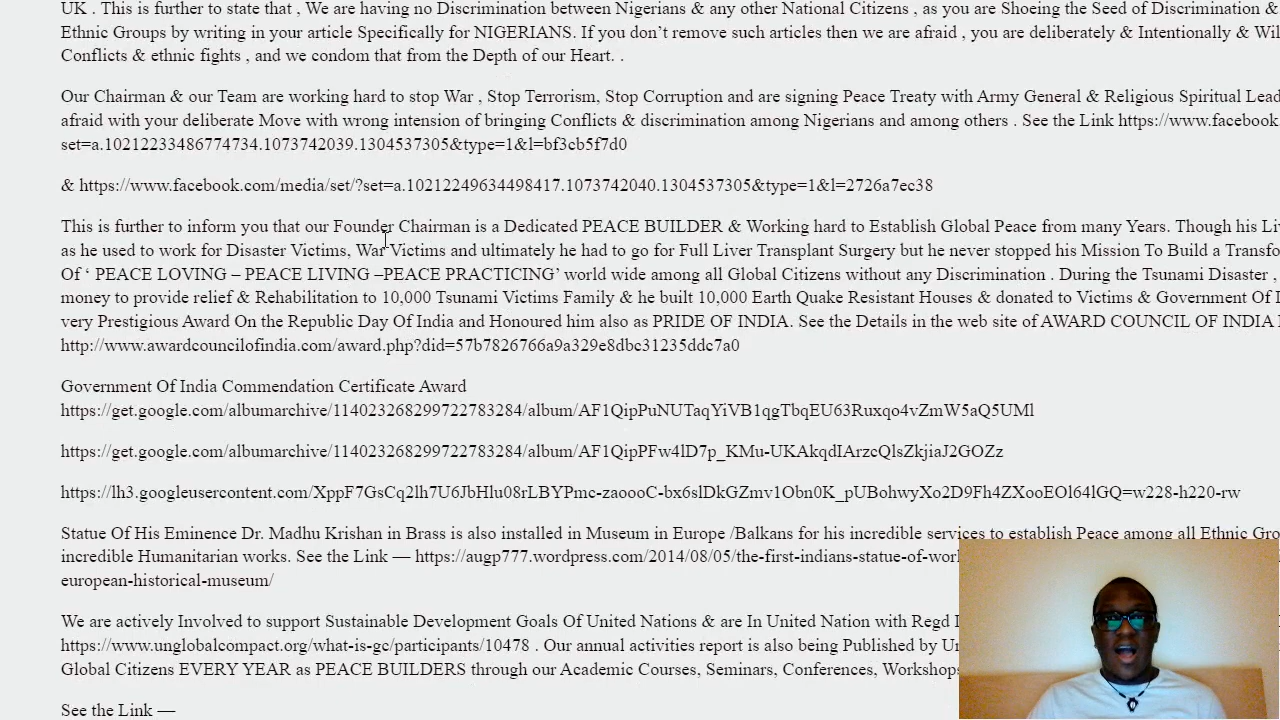 UK . This is further to state that , We are having no Discrimination between Nigerians & any other National Citizens , as you are Shoeing the Seed of Discrimination &
Ethnic Groups by writing in your article Specifically for NIGERIANS. If you don’t remove such articles then we are afraid , you are deliberately & Intentionally & Wil
Conflicts & ethnic fights , and we condom that from the Depth of our Heart. .
Our Chairman & our Team are working hard to stop War , Stop Terrorism, Stop Corruption and are signing Peace Treaty with Army General & Religious Spiritual Lead
afraid with your deliberate Move with wrong intension of bringing Conflicts & discrimination among Nigerians and among others . See the Link https://www.facebook
set=a.10212233486774734.1073742039.1304537305&type=1&l=bf3cb5f7d0
& https://www.facebook.com/media/set/?set=a.10212249634498417.1073742040.1304537305&type=1&l=2726a7ec38
This is further to inform you that our Founder Chairman is a Dedicated PEACE BUILDER & Working hard to Establish Global Peace from many Years. Though his Li
as he used to work for Disaster Victims, War Victims and ultimately he had to go for Full Liver Transplant Surgery but he never stopped his Mission To Build a Transfo
Of ‘ PEACE LOVING – PEACE LIVING –PEACE PRACTICING’ world wide among all Global Citizens without any Discrimination . During the Tsunami Disaster ,
money to provide relief & Rehabilitation to 10,000 Tsunami Victims Family & he built 10,000 Earth Quake Resistant Houses & donated to Victims & Government Of I
very Prestigious Award On the Republic Day Of India and Honoured him also as PRIDE OF INDIA. See the Details in the web site of AWARD COUNCIL OF INDIA
http://www.awardcouncilofindia.com/award.php?did=57b7826766a9a329e8dbc31235ddc7a0
Government Of India Commendation Certificate Award
https://get.google.com/albumarchive/114023268299722783284/album/AF1QipPuNUTaqYiVB1qgTbqEU63Ruxqo4vZmW5aQ5UMl
https://get.google.com/albumarchive/114023268299722783284/album/AF1QipPFw4lD7p_KMu-UKAkqdIArzcQlsZkjiaJ2GOZz
https://lh3.googleusercontent.com/XppF7GsCq2lh7U6JbHlu08rLBYPmc-zaoooC-bx6slDkGZmv1Obn0K_pUBohwyXo2D9Fh4ZXooEOl64lGQ=w228-h220-rw
Statue Of His Eminence Dr. Madhu Krishan in Brass is also installed in Museum in Europe /Balkans for his incredible services to establish Peace among all Ethnic Gro
incredible Humanitarian works. See the Link — https://augp777.wordpress.com/2014/08/05/the-first-indians-statue-of-worl
european-historical-museum/
We are actively Involved to support Sustainable Development Goals Of United Nations & are In United Nation with Regd
https://www.unglobalcompact.org/what-is-gc/participants/10478 . Our annual activities report is also being Published by Un
Global Citizens EVERY YEAR as PEACE BUILDERS through our Academic Courses, Seminars, Conferences, Workshops
See the Link —